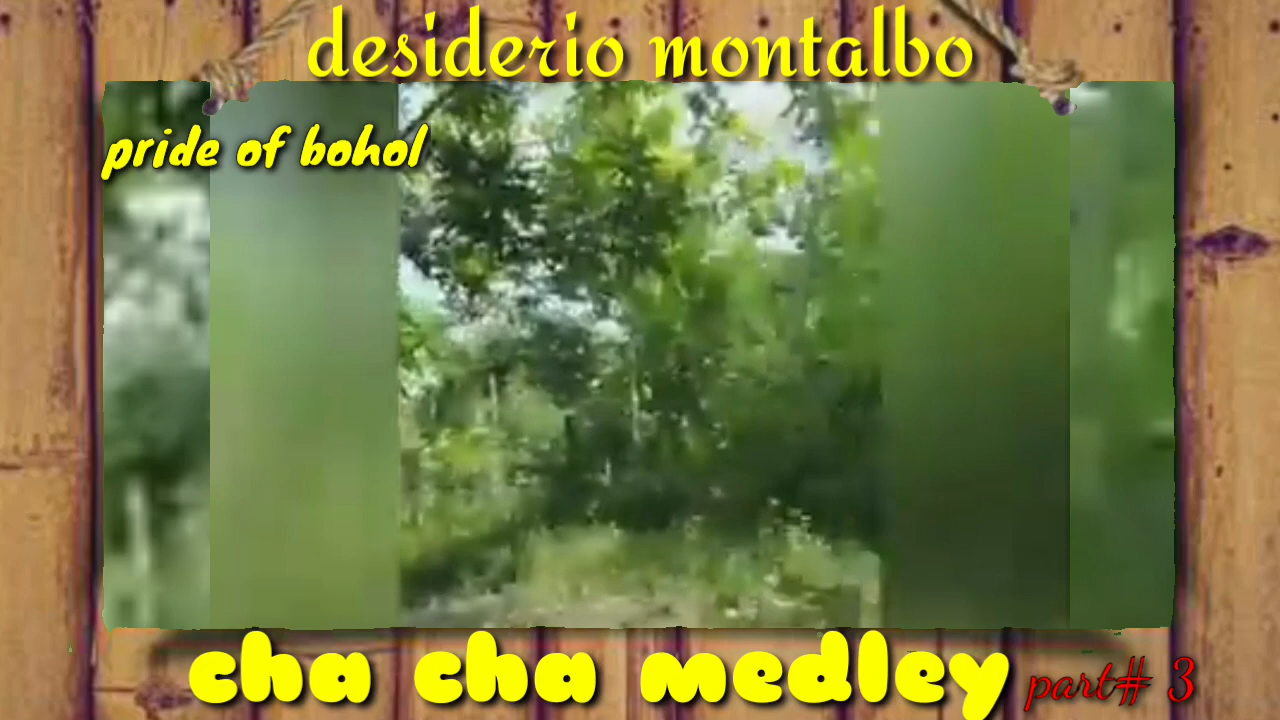 desiderio montalbo
pride of bohol
cha cha medley part# 3